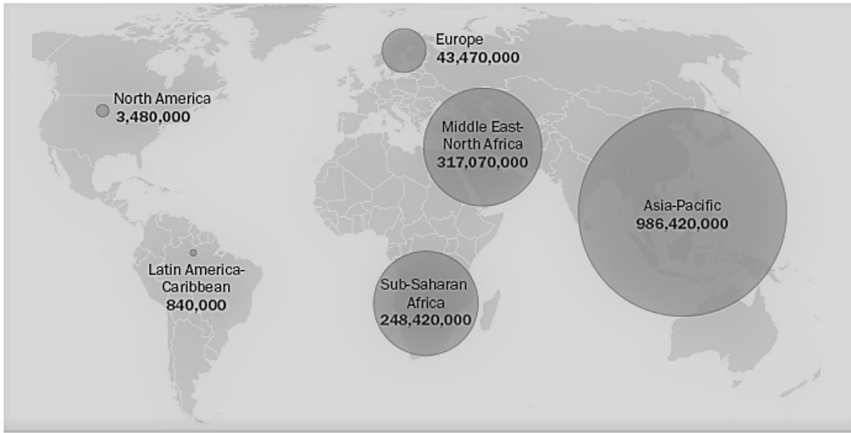 Europe
43,470,000
North America
3,480,000
Middle East-
North Africa
317,070,000
Asia-Pacific
986,420,000
Latin America-
Caribbean
840,000
Sub-Saharan
Africa
248,420,000